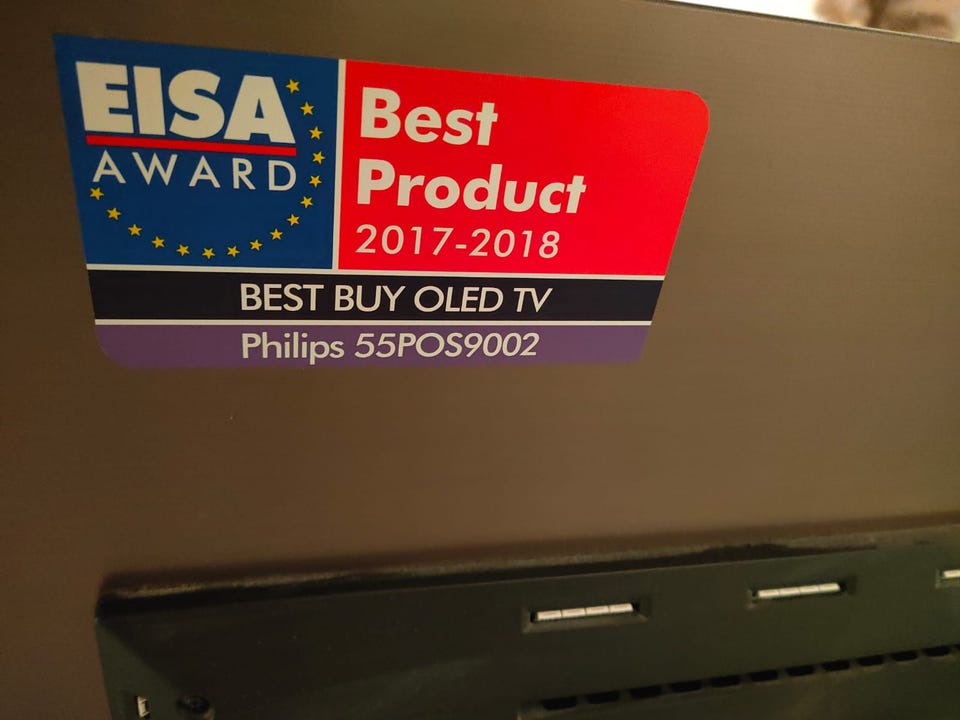 EISA
AWARD
Best
Product
2017-2018
BEST BUY OLED TV
Philips 55POS9002